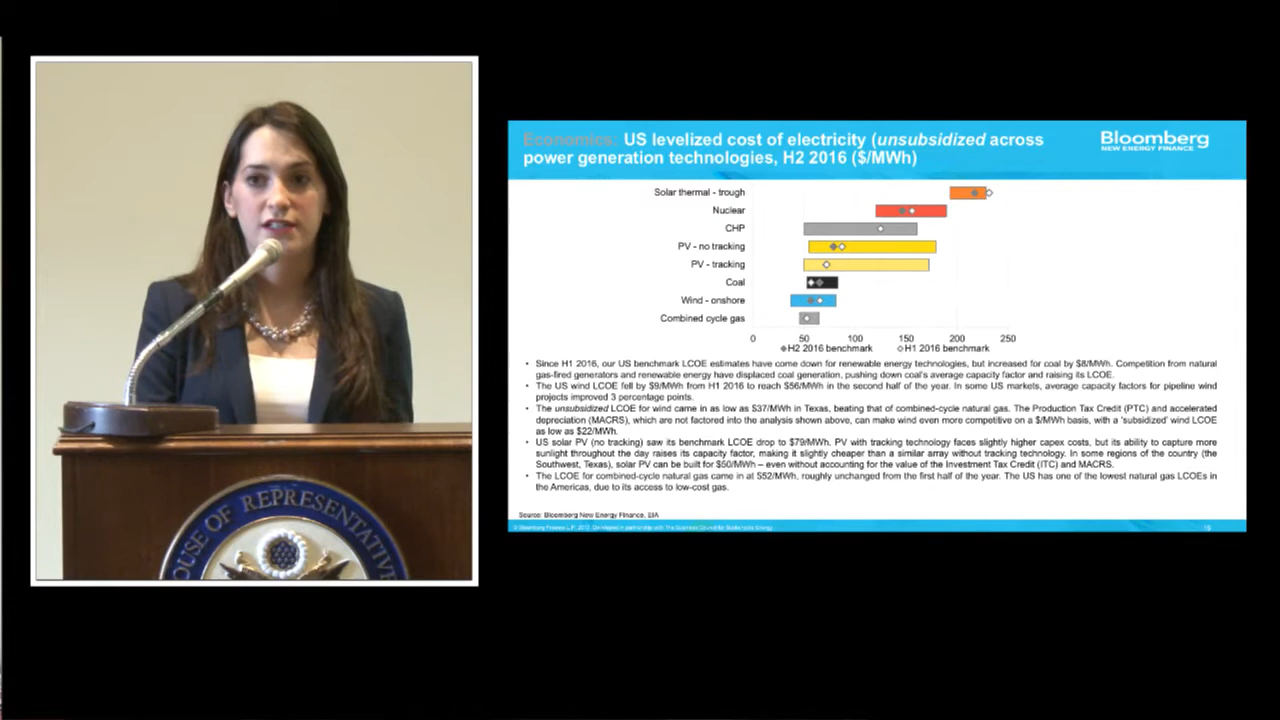 Economics: US levelized cost of electricity (unsubsidized across
power generation technologies, H2 2016 ($/MWh)
Bloomberg
NEW ENERGY FINANCE
Solar thermal - trough
Nuclear
CHP
PV - no tracking
PV - tracking
Coal
Wind - onshore
Combined cycle gas
0 50 100 150 200 250
H2 2016 benchmark H1 2016 benchmark
• Since H1 2016, our US benchmark LCOE estimates have come down for renewable energy technologies, but increased for coal by $8/MWh. Competition from natural
gas-fired generators and renewable energy have displaced coal generation, pushing down coal's average capacity factor and raising its LCOE.
• The US wind LCOE fell by $9/MWh from H1 2016 to reach $56/MWh in the second half of the year. In some US markets, average capacity factors for pipeline wind
projects improved 3 percentage points.
• The unsubsidized LCOE for wind came in as low as $37/MWh in Texas, beating that of combined-cycle natural gas. The Production Tax Credit (PTC) and accelerated
depreciation (MACRS), which are not factored into the analysis shown above, can make wind even more competitive on a $/MWh basis, with a 'subsidized' wind LCOE
as low as $22/MWh.
• US solar PV (no tracking) saw its benchmark LCOE drop to $79/MWh. PV with tracking technology faces slightly higher capex costs, but its ability to capture more
sunlight throughout the day raises its capacity factor, making it slightly cheaper than a similar array without tracking technology. In some regions of the country (the
Southwest, Texas), solar PV can be built for $50/MWh – even without accounting for the value of the Investment Tax Credit (ITC) and MACRS.
• The LCOE for combined-cycle natural gas came in at $52/MWh, roughly unchanged from the first half of the year. The US has one of the lowest natural gas LCOEs in
the Americas, due to its access to low-cost gas.
Source: Bloomberg New Energy Finance, EIA
© Bloomberg Finance L.P. 2017. Developed in partnership with The Business Council for Sustainable Energy
OUSE OF REPRESENTATIVE